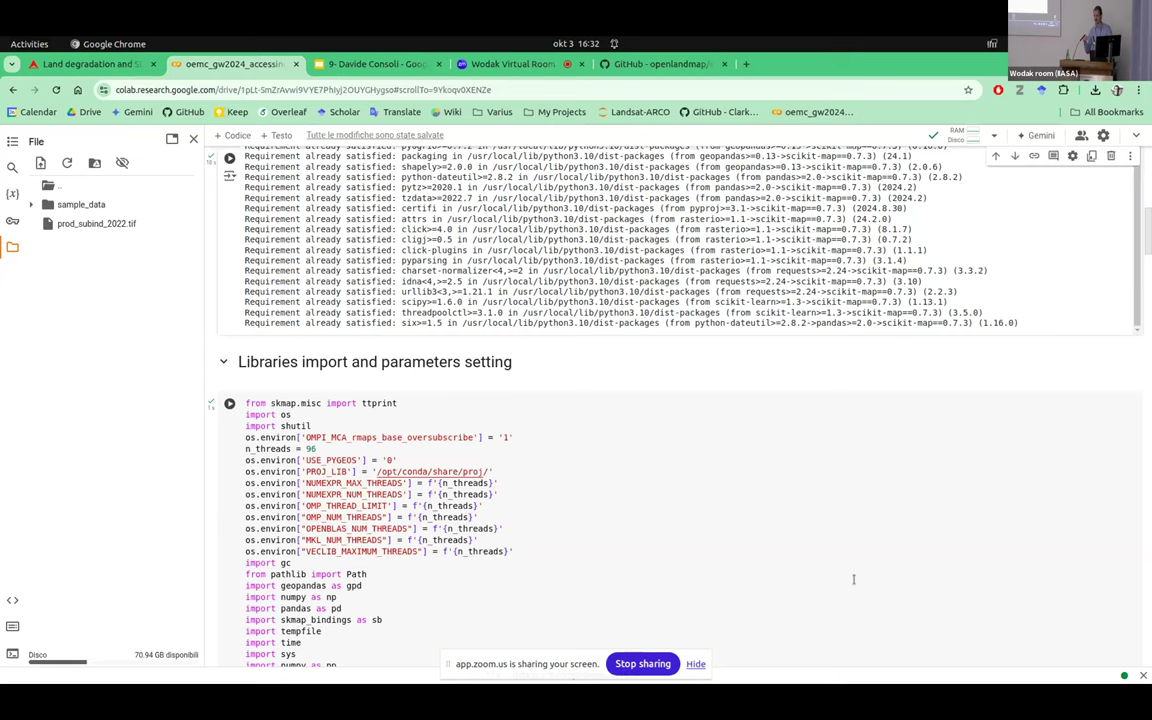 Activities
Google Chrome
okt 3 16:32
Wodak room (IIASA)
Land degradation and S
oemc_gw2024_accessin
9- Davide Consoli - Goog
Wodak Virtual Room
GitHub - openlandmap/s
colab.research.google.com/drive/1pLt-SmZrAvwi9VYE7PhIyj2OUYGHygso#scrollTo=9Ykoqv0XENZe
Calendar
Drive
Gemini
GitHub
Keep
Overleaf
Scholar
Translate
Wiki
Varius
My Projects
Landsat-ARCO
GitHub - Clark...
oemc_gw2024...
All Bookmarks
File
+ Codice
+ Testo
Tutte le modifiche sono state salvate
RAM
Disco
Gemini
..
sample_data
prod_subind_2022.tif
Requirement already satisfied: packaging in /usr/local/lib/python3.10/dist-packages (from geopandas>=0.13->scikit-map==0.7.3) (24.1)
Requirement already satisfied: shapely>=2.0.0 in /usr/local/lib/python3.10/dist-packages (from geopandas>=0.13->scikit-map==0.7.3) (2.0.6)
Requirement already satisfied: python-dateutil>=2.8.2 in /usr/local/lib/python3.10/dist-packages (from pandas>=2.0->scikit-map==0.7.3) (2.8.2)
Requirement already satisfied: pytz>=2020.1 in /usr/local/lib/python3.10/dist-packages (from pandas>=2.0->scikit-map==0.7.3) (2024.2)
Requirement already satisfied: tzdata>=2022.7 in /usr/local/lib/python3.10/dist-packages (from pandas>=2.0->scikit-map==0.7.3) (2024.2)
Requirement already satisfied: certifi in /usr/local/lib/python3.10/dist-packages (from pyproj>=3.1->scikit-map==0.7.3) (2024.8.30)
Requirement already satisfied: attrs in /usr/local/lib/python3.10/dist-packages (from rasterio>=1.1->scikit-map==0.7.3) (24.2.0)
Requirement already satisfied: click>=4.0 in /usr/local/lib/python3.10/dist-packages (from rasterio>=1.1->scikit-map==0.7.3) (8.1.7)
Requirement already satisfied: cligj>=0.5 in /usr/local/lib/python3.10/dist-packages (from rasterio>=1.1->scikit-map==0.7.3) (0.7.2)
Requirement already satisfied: click-plugins in /usr/local/lib/python3.10/dist-packages (from rasterio>=1.1->scikit-map==0.7.3) (1.1.1)
Requirement already satisfied: pyparsing in /usr/local/lib/python3.10/dist-packages (from rasterio>=1.1->scikit-map==0.7.3) (3.1.4)
Requirement already satisfied: charset-normalizer<4,>=2 in /usr/local/lib/python3.10/dist-packages (from requests>=2.24->scikit-map==0.7.3) (3.3.2)
Requirement already satisfied: idna<4,>=2.5 in /usr/local/lib/python3.10/dist-packages (from requests>=2.24->scikit-map==0.7.3) (3.10)
Requirement already satisfied: urllib3<3,>=1.21.1 in /usr/local/lib/python3.10/dist-packages (from requests>=2.24->scikit-map==0.7.3) (2.2.3)
Requirement already satisfied: scipy>=1.6.0 in /usr/local/lib/python3.10/dist-packages (from scikit-learn>=1.3->scikit-map==0.7.3) (1.13.1)
Requirement already satisfied: threadpoolctl>=3.1.0 in /usr/local/lib/python3.10/dist-packages (from scikit-learn>=1.3->scikit-map==0.7.3) (3.5.0)
Requirement already satisfied: six>=1.5 in /usr/local/lib/python3.10/dist-packages (from python-dateutil>=2.8.2->pandas>=2.0->scikit-map==0.7.3) (1.16.0)
Libraries import and parameters setting
from skmap.misc import ttprint
import os
import shutil
os.environ['OMPI_MCA_rmaps_base_oversubscribe'] = '1'
n_threads = 96
os.environ['USE_PYGEOS'] = '0'
os.environ['PROJ_LIB'] = '/opt/conda/share/proj/'
os.environ['NUMEXPR_MAX_THREADS'] = f'{n_threads}'
os.environ['NUMEXPR_NUM_THREADS'] = f'{n_threads}'
os.environ['OMP_THREAD_LIMIT'] = f'{n_threads}'
os.environ["OMP_NUM_THREADS"] = f'{n_threads}'
os.environ["OPENBLAS_NUM_THREADS"] = f'{n_threads}'
os.environ["MKL_NUM_THREADS"] = f'{n_threads}'
os.environ["VECLIB_MAXIMUM_THREADS"] = f'{n_threads}'
import gc
from pathlib import Path
import geopandas as gpd
import numpy as np
import pandas as pd
import skmap_bindings as sb
import tempfile
import time
import sys
import numpy as np
Disco
70.94 GB disponibili
app.zoom.us is sharing your screen.
Stop sharing
Hide